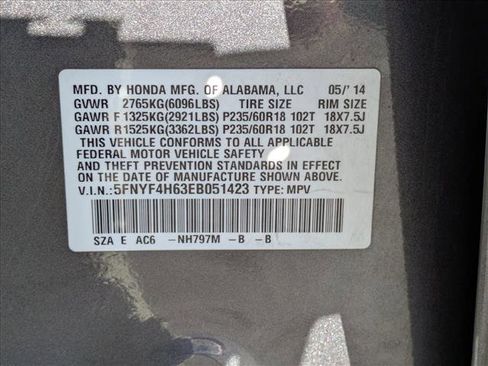 MFD. BY HONDA MFG. OF ALABAMA, LLC 05/'14
GVWR 2765KG(6096LBS) TIRE SIZE RIM SIZE
GAWR F1325KG(2921LBS) P235/60R18 102T 18X7.5J
GAWR R1525KG(3362LBS) P235/60R18 102T 18X7.5J
THIS VEHICLE CONFORMS TO ALL APPLICABLE
FEDERAL MOTOR VEHICLE SAFETY AND
THEFT PREVENTION STANDARDS IN EFFECT
ON THE DATE OF MANUFACTURE SHOWN ABOVE.
V.I.N.:5FNYF4H63EB051423 TYPE: MPV
SZA E AC6 -NH797M -B -B